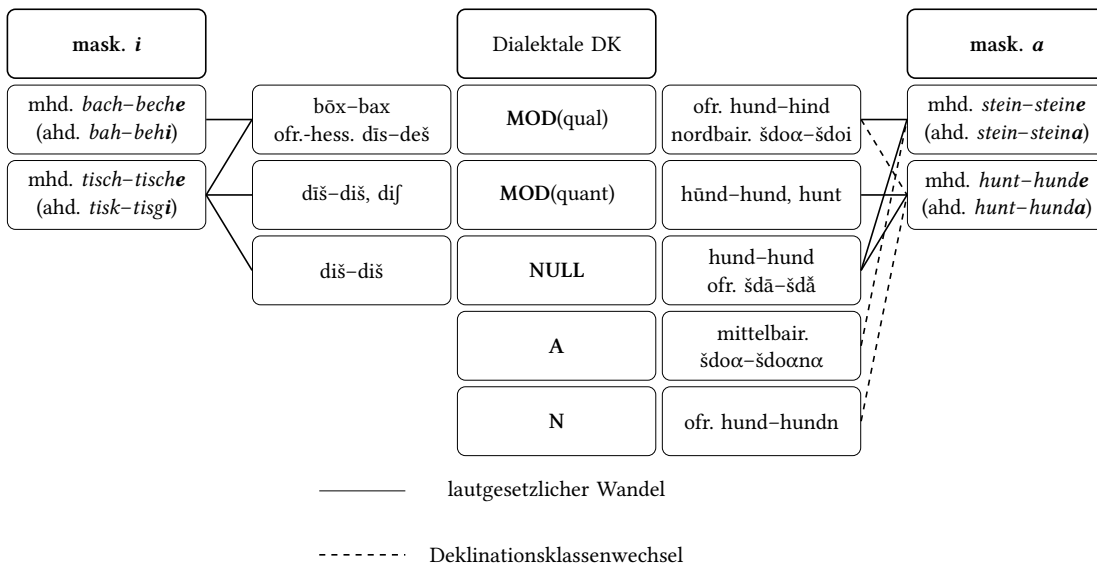 mask. i
Dialektale DK
mask. a
mhd. bach–beche
(ahd. bah–behi)
bōx–bax
ofr.-hess. dīs–deš
MOD(qual)
ofr. hund–hind
nordbair. šdoα–šdoi
mhd. stein–steine
(ahd. stein–steina)
mhd. tisch–tische
(ahd. tisk–tisgi)
dīš–diš, diʃ
MOD(quant)
hūnd–hund, hunt
mhd. hunt–hunde
(ahd. hunt–hunda)
diš–diš
NULL
hund–hund
ofr. šdā–šdå̄
A
mittelbair.
šdoα–šdoαnα
N
ofr. hund–hundn
lautgesetzlicher Wandel
Deklinationsklassenwechsel